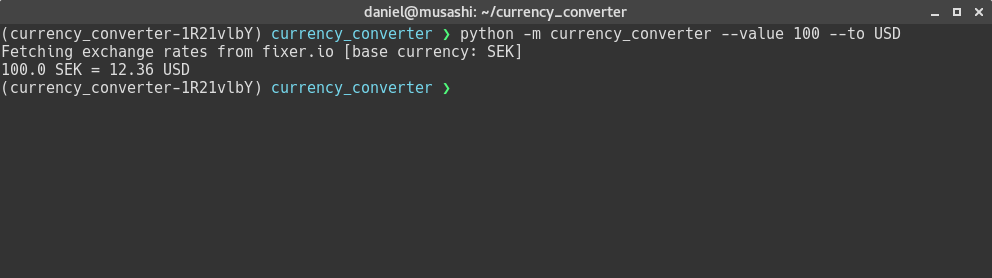 daniel@musashi: ~/currency_converter
(currency_converter-1R21vlbY) currency_converter ❯ python -m currency_converter --value 100 --to USD
Fetching exchange rates from fixer.io [base currency: SEK]
100.0 SEK = 12.36 USD
(currency_converter-1R21vlbY) currency_converter ❯